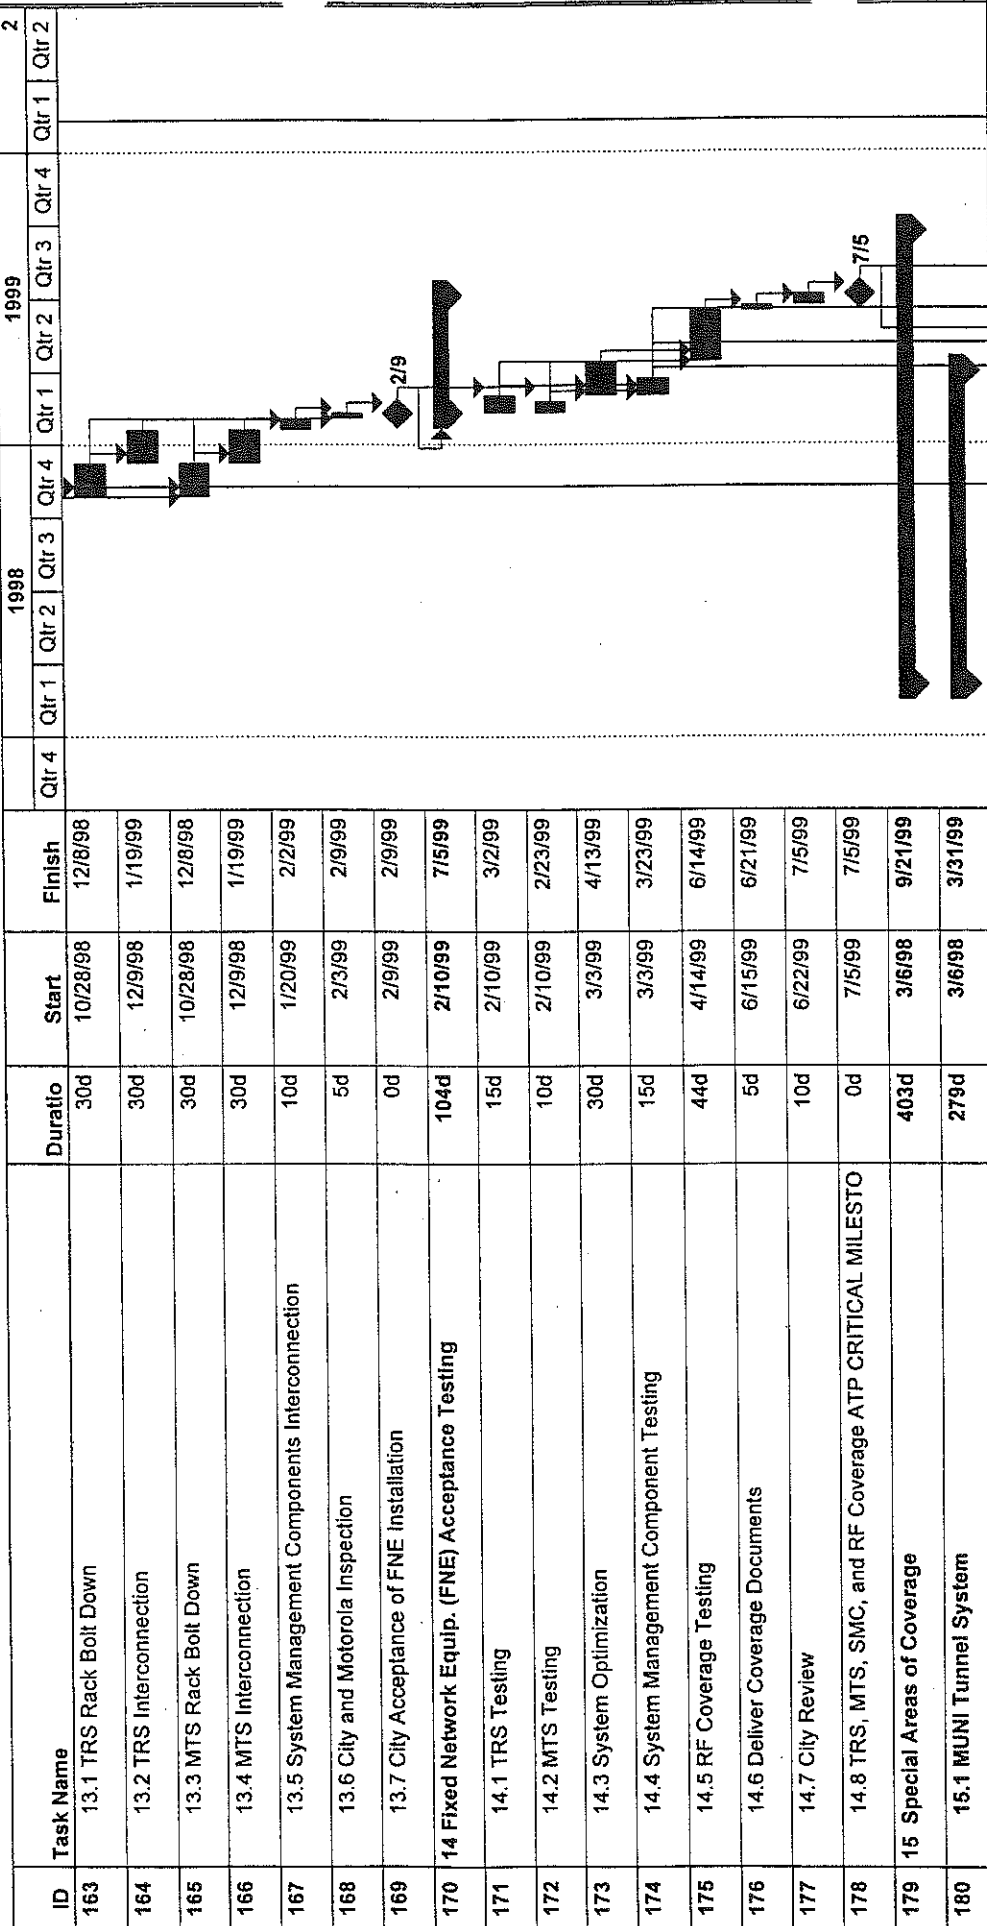 1998 1999 2
ID Task Name Duratio Start Finish Qtr 4 Qtr 1 Qtr 2 Qtr 3 Qtr 4 Qtr 1 Qtr 2 Qtr 3 Qtr 4 Qtr 1 Qtr 2
163 13.1 TRS Rack Bolt Down 30d 10/28/98 12/8/98
164 13.2 TRS Interconnection 30d 12/9/98 1/19/99
165 13.3 MTS Rack Bolt Down 30d 10/28/98 12/8/98
166 13.4 MTS Interconnection 30d 12/9/98 1/19/99
167 13.5 System Management Components Interconnection 10d 1/20/99 2/2/99
168 13.6 City and Motorola Inspection 5d 2/3/99 2/9/99
169 13.7 City Acceptance of FNE Installation 0d 2/9/99 2/9/99 2/9
170 14 Fixed Network Equip. (FNE) Acceptance Testing 104d 2/10/99 7/5/99
171 14.1 TRS Testing 15d 2/10/99 3/2/99
172 14.2 MTS Testing 10d 2/10/99 2/23/99
173 14.3 System Optimization 30d 3/3/99 4/13/99
174 14.4 System Management Component Testing 15d 3/3/99 3/23/99
175 14.5 RF Coverage Testing 44d 4/14/99 6/14/99
176 14.6 Deliver Coverage Documents 5d 6/15/99 6/21/99
177 14.7 City Review 10d 6/22/99 7/5/99
178 14.8 TRS, MTS, SMC, and RF Coverage ATP CRITICAL MILESTO 0d 7/5/99 7/5/99 7/5
179 15 Special Areas of Coverage 403d 3/6/98 9/21/99
180 15.1 MUNI Tunnel System 279d 3/6/98 3/31/99